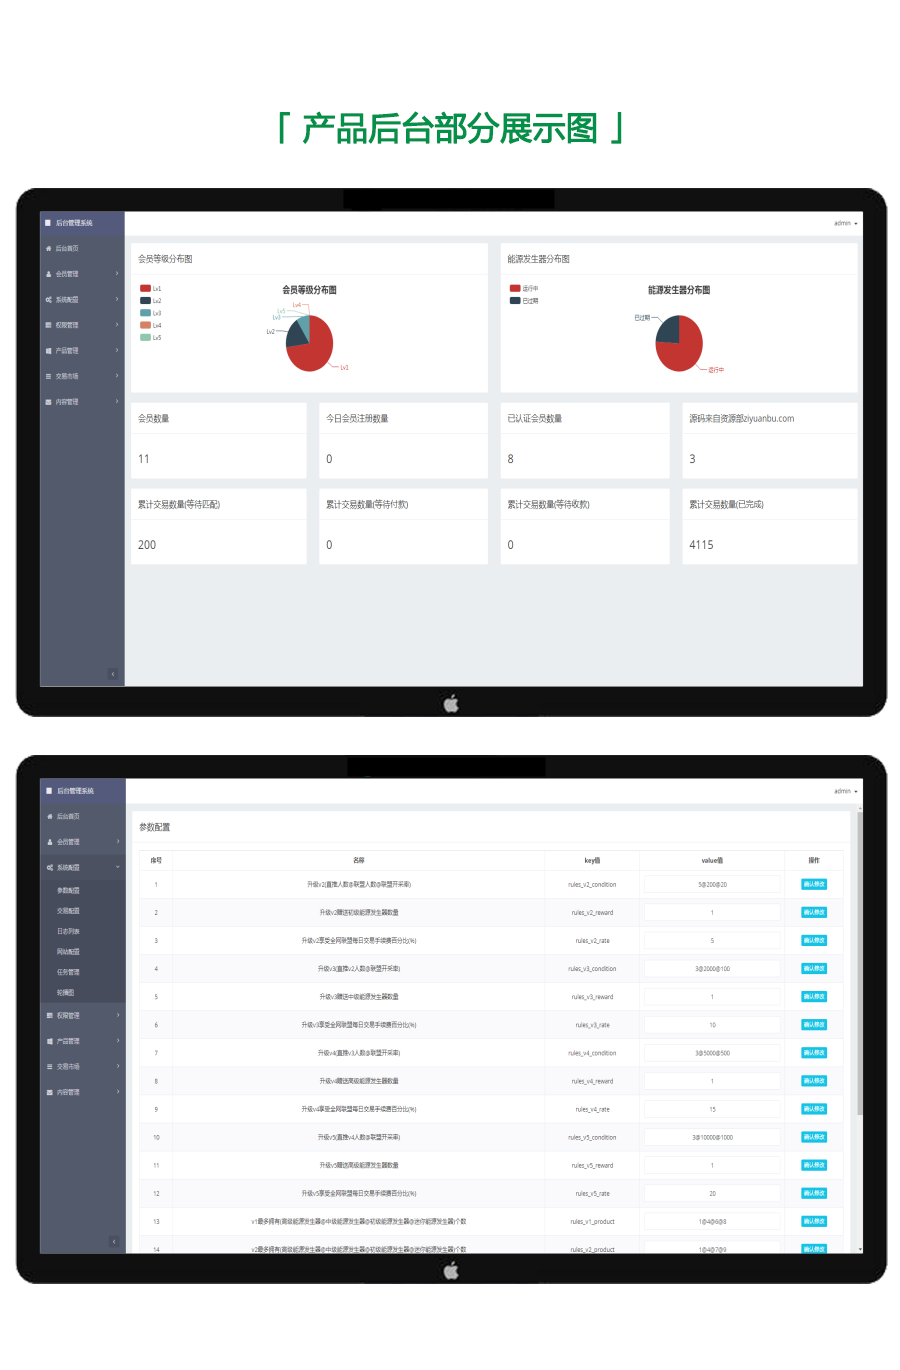 「 产品后台部分展示图 」
后台管理系统
admin
后台首页
会员管理
系统配置
权限管理
产品管理
交易市场
内容管理
会员等级分布图
Lv1
Lv2
Lv3
Lv4
Lv5
会员等级分布图
Lv4
Lv5
Lv3
Lv2
Lv1
能源发生器分布图
运行中
已过期
能源发生器分布图
已过期
运行中
会员数量
11
今日会员注册数量
0
已认证会员数量
8
源码来自资源部ziyuanbu.com
3
累计交易数量(等待匹配)
200
累计交易数量(等待付款)
0
累计交易数量(等待收款)
0
累计交易数量(已完成)
4115
后台管理系统
admin
后台首页
会员管理
系统配置
参数配置
交易配置
日志列表
网站配置
任务管理
轮播图
权限管理
产品管理
交易市场
内容管理
参数配置
序号 名称 key值 value值 操作
1 升级v2(直推人数@联盟人数@联盟开采率) rules_v2_condition 5@200@20 确认修改
2 升级v2赠送初级能源发生器数量 rules_v2_reward 1 确认修改
3 升级v2享受全网联盟每日交易手续费百分比(%) rules_v2_rate 5 确认修改
4 升级v3(直推v2人数@联盟开采率) rules_v3_condition 3@2000@100 确认修改
5 升级v3赠送中级能源发生器数量 rules_v3_reward 1 确认修改
6 升级v3享受全网联盟每日交易手续费百分比(%) rules_v3_rate 10 确认修改
7 升级v4(直推v3人数@联盟开采率) rules_v4_condition 3@5000@500 确认修改
8 升级v4赠送高级能源发生器数量 rules_v4_reward 1 确认修改
9 升级v4享受全网联盟每日交易手续费百分比(%) rules_v4_rate 15 确认修改
10 升级v5(直推v4人数@联盟开采率) rules_v5_condition 3@10000@1000 确认修改
11 升级v5赠送高级能源发生器数量 rules_v5_reward 1 确认修改
12 升级v5享受全网联盟每日交易手续费百分比(%) rules_v5_rate 20 确认修改
13 v1最多拥有(高级能源发生器@中级能源发生器@初级能源发生器@迷你能源发生器)个数 rules_v1_product 1@4@6@8 确认修改
14 v2最多拥有(高级能源发生器@中级能源发生器@初级能源发生器@迷你能源发生器)个数 rules_v2_product 1@4@7@9 确认修改